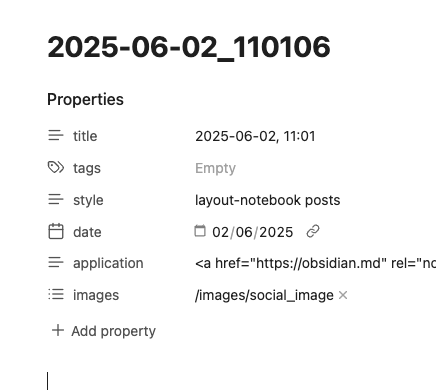 2025-06-02_110106
Properties
title 2025-06-02, 11:01
tags Empty
style layout-notebook posts
date 02/06/2025
application <a href="https://obsidian.md" rel="no
images /images/social_image ×
+ Add property